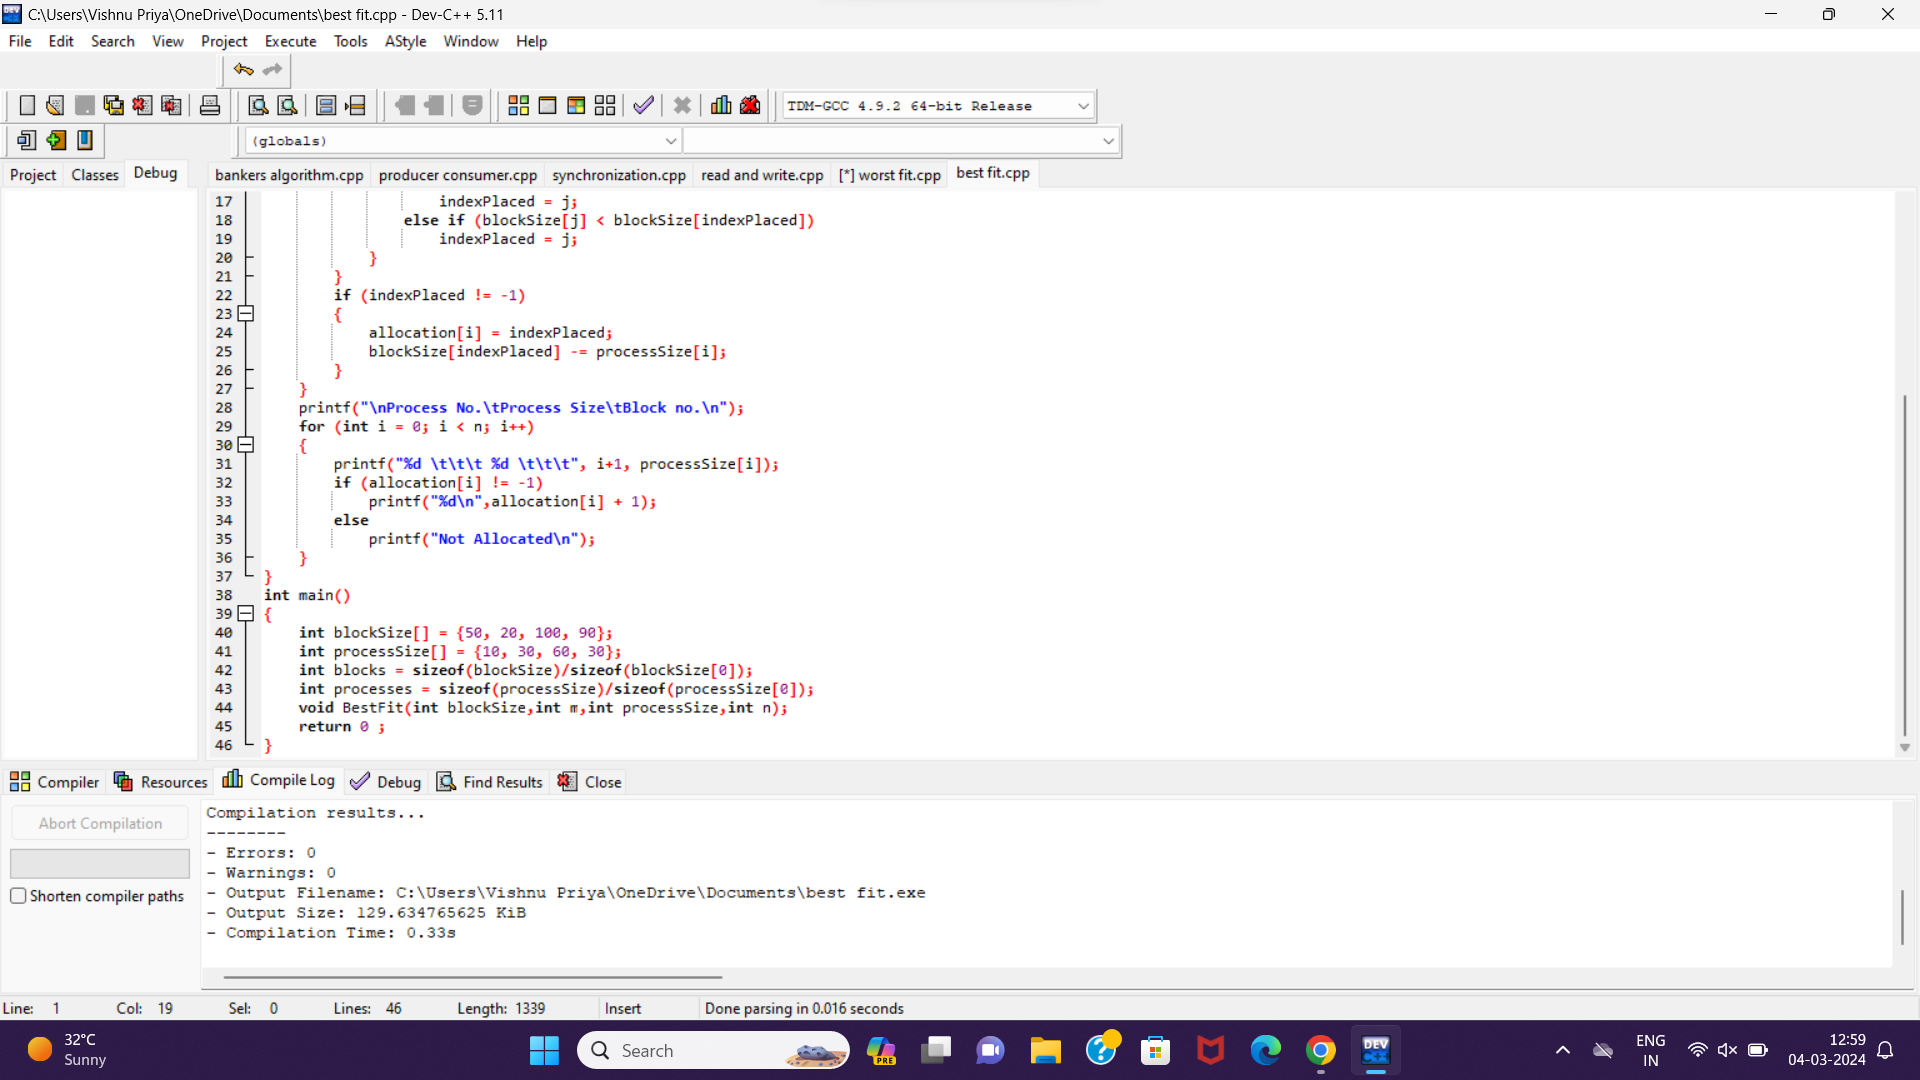 C:\Users\Vishnu Priya\OneDrive\Documents\best fit.cpp - Dev-C++ 5.11
File Edit Search View Project Execute Tools AStyle Window Help
TDM-GCC 4.9.2 64-bit Release
(globals)
Project Classes Debug
bankers algorithm.cpp producer consumer.cpp synchronization.cpp read and write.cpp [*] worst fit.cpp best fit.cpp
17 indexPlaced = j;
18 else if (blockSize[j] < blockSize[indexPlaced])
19 indexPlaced = j;
20 }
21 }
22 if (indexPlaced != -1)
23 {
24 allocation[i] = indexPlaced;
25 blockSize[indexPlaced] -= processSize[i];
26 }
27 }
28 printf("\nProcess No.\tProcess Size\tBlock no.\n");
29 for (int i = 0; i < n; i++)
30 {
31 printf("%d \t\t\t %d \t\t\t", i+1, processSize[i]);
32 if (allocation[i] != -1)
33 printf("%d\n",allocation[i] + 1);
34 else
35 printf("Not Allocated\n");
36 }
37 }
38 int main()
39 {
40 int blockSize[] = {50, 20, 100, 90};
41 int processSize[] = {10, 30, 60, 30};
42 int blocks = sizeof(blockSize)/sizeof(blockSize[0]);
43 int processes = sizeof(processSize)/sizeof(processSize[0]);
44 void BestFit(int blockSize,int m,int processSize,int n);
45 return 0 ;
46 }
Compiler Resources Compile Log Debug Find Results Close
Abort Compilation
Shorten compiler paths
Compilation results...
--------
- Errors: 0
- Warnings: 0
- Output Filename: C:\Users\Vishnu Priya\OneDrive\Documents\best fit.exe
- Output Size: 129.634765625 KiB
- Compilation Time: 0.33s
Line: 1 Col: 19 Sel: 0 Lines: 46 Length: 1339 Insert Done parsing in 0.016 seconds
32°C
Sunny
Search
PRE
DEV
C++
ENG
IN
12:59
04-03-2024